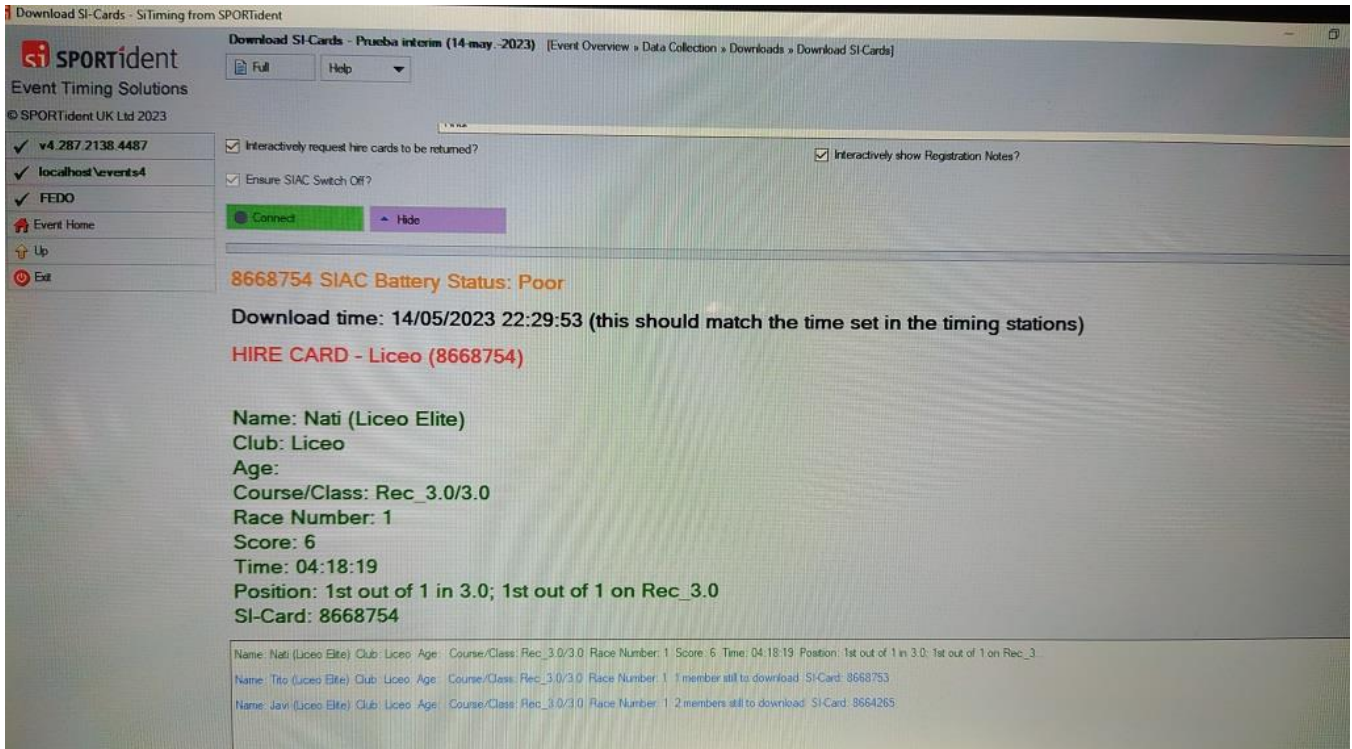 Download SI-Cards - SiTiming from SPORTident
si SPORTident
Event Timing Solutions
© SPORTident UK Ltd 2023
v4.287.2138.4487
localhost\events4
FEDO
Event Home
Up
Exit
Download SI-Cards - Prueba interim (14-may.-2023) [Event Overview » Data Collection » Downloads » Download SI-Cards]
Full
Help
Interactively request hire cards to be returned?
Interactively show Registration Notes?
Ensure SIAC Switch Off?
Connect
Hide
8668754 SIAC Battery Status: Poor
Download time: 14/05/2023 22:29:53 (this should match the time set in the timing stations)
HIRE CARD - Liceo (8668754)
Name: Nati (Liceo Elite)
Club: Liceo
Age:
Course/Class: Rec_3.0/3.0
Race Number: 1
Score: 6
Time: 04:18:19
Position: 1st out of 1 in 3.0; 1st out of 1 on Rec_3.0
SI-Card: 8668754
Name: Nati (Liceo Elite) Club: Liceo Age: Course/Class: Rec_3.0/3.0 Race Number: 1 Score: 6 Time: 04:18:19 Position: 1st out of 1 in 3.0; 1st out of 1 on Rec_3...
Name: Tito (Liceo Elite) Club: Liceo Age: Course/Class: Rec_3.0/3.0 Race Number: 1 1 member still to download SI-Card: 8668753
Name: Javi (Liceo Elite) Club: Liceo Age: Course/Class: Rec_3.0/3.0 Race Number: 1 2 members still to download SI-Card: 8664265